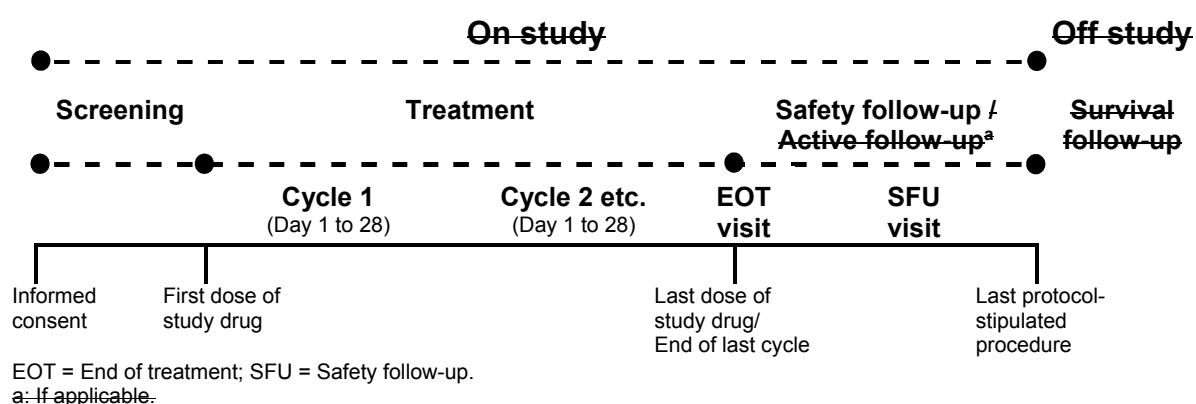 On study Off study
Screening Treatment Safety follow-up / Survival
Active follow-upᵃ follow-up
Cycle 1 Cycle 2 etc. EOT SFU
(Day 1 to 28) (Day 1 to 28) visit visit
Informed First dose of Last dose of Last protocol-
consent study drug study drug/ stipulated
End of last cycle procedure
EOT = End of treatment; SFU = Safety follow-up.
a: If applicable.